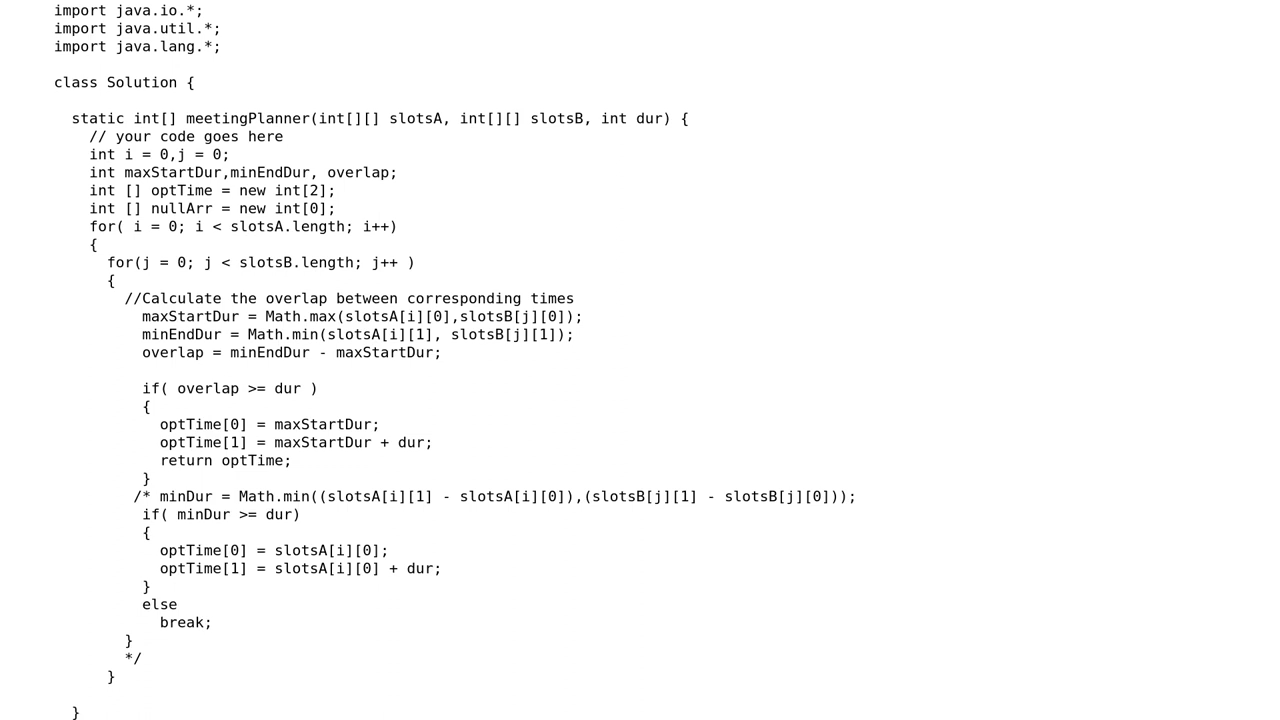 import java.io.*;
import java.util.*;
import java.lang.*;

class Solution {

  static int[] meetingPlanner(int[][] slotsA, int[][] slotsB, int dur) {
    // your code goes here
    int i = 0,j = 0;
    int maxStartDur,minEndDur, overlap;
    int [] optTime = new int[2];
    int [] nullArr = new int[0];
    for( i = 0; i < slotsA.length; i++)
    {
      for(j = 0; j < slotsB.length; j++ )
      {
        //Calculate the overlap between corresponding times
          maxStartDur = Math.max(slotsA[i][0],slotsB[j][0]);
          minEndDur = Math.min(slotsA[i][1], slotsB[j][1]);
          overlap = minEndDur - maxStartDur;

          if( overlap >= dur )
          {
            optTime[0] = maxStartDur;
            optTime[1] = maxStartDur + dur;
            return optTime;
          }
         /* minDur = Math.min((slotsA[i][1] - slotsA[i][0]),(slotsB[j][1] - slotsB[j][0]));
          if( minDur >= dur)
          {
            optTime[0] = slotsA[i][0];
            optTime[1] = slotsA[i][0] + dur;
          }
          else
            break;
        }
        */
      }

  }